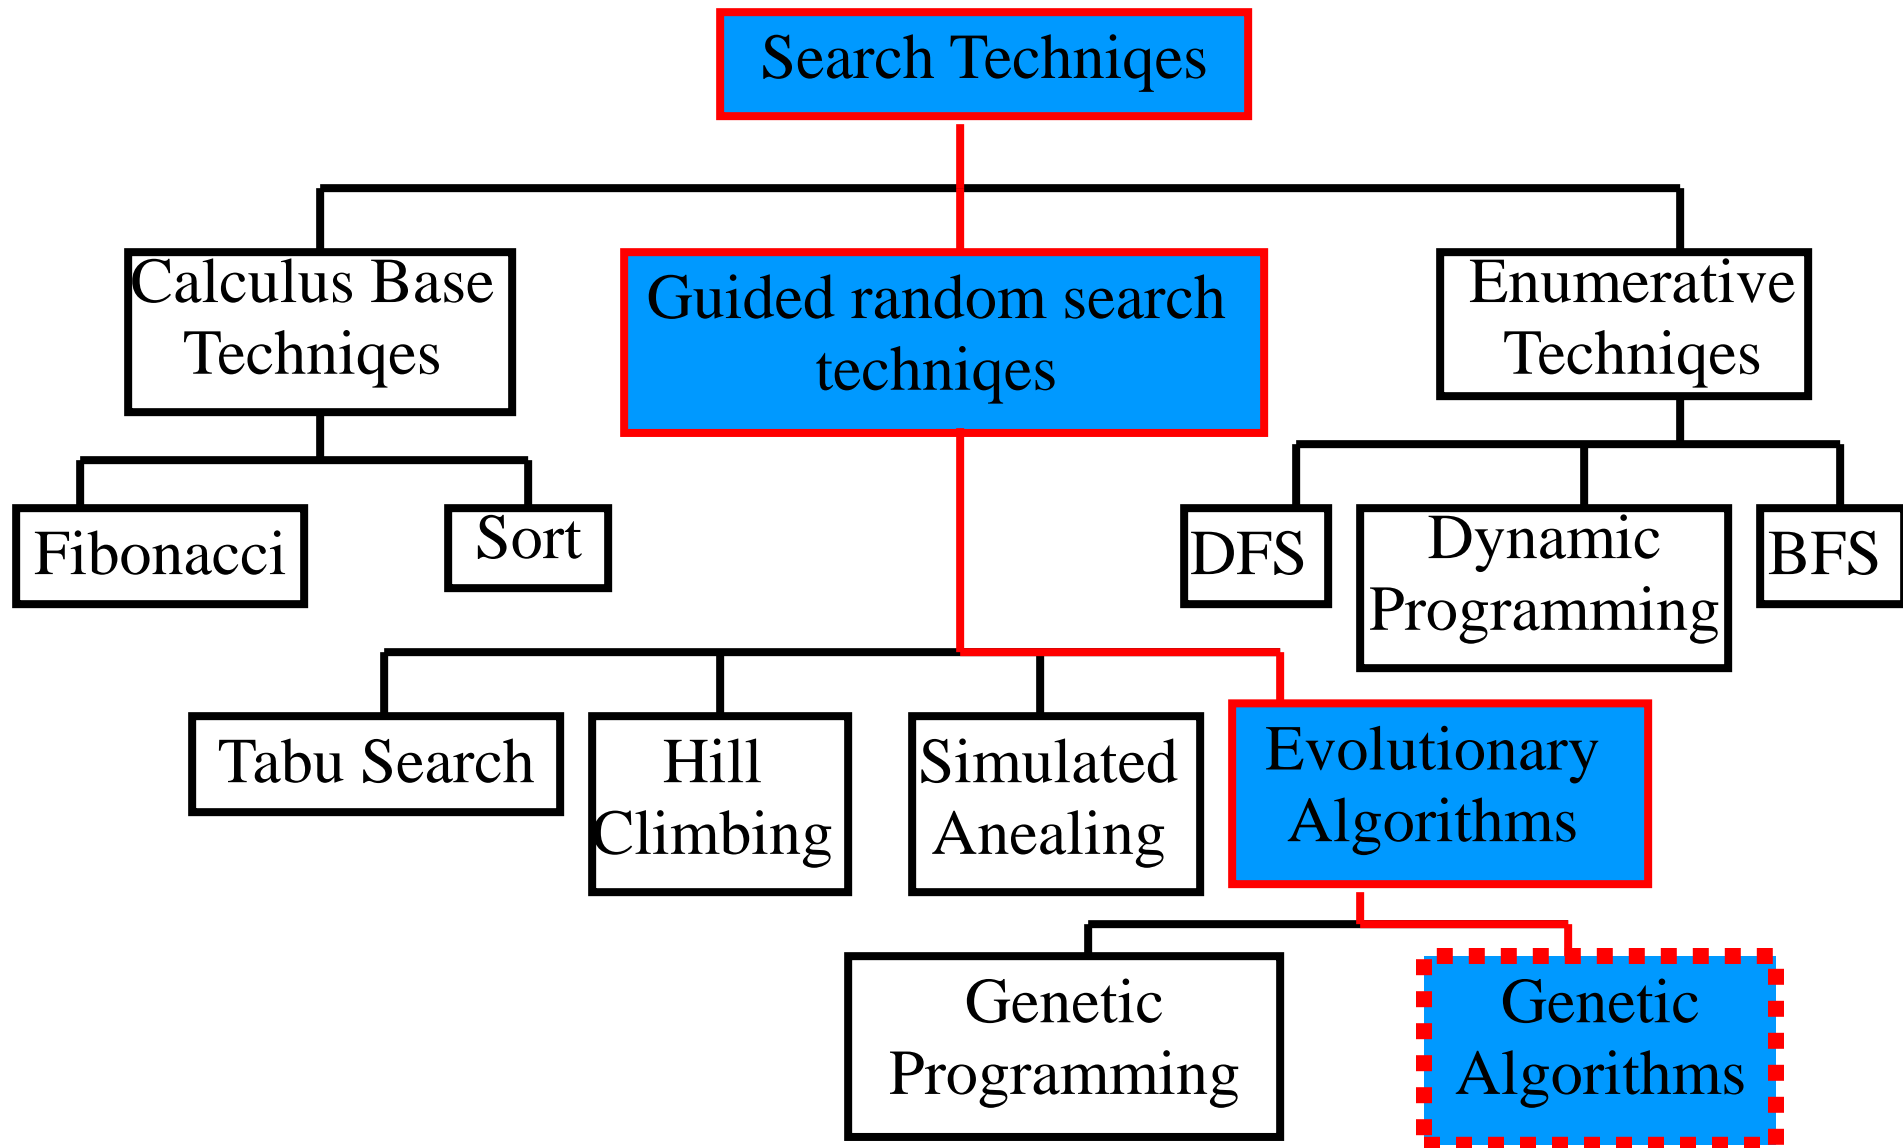 Search Techniqes
Calculus Base
Techniqes
Guided random search
techniqes
Enumerative
Techniqes
Fibonacci
Sort
DFS
Dynamic
Programming
BFS
Tabu Search
Hill
Climbing
Simulated
Anealing
Evolutionary
Algorithms
Genetic
Programming
Genetic
Algorithms